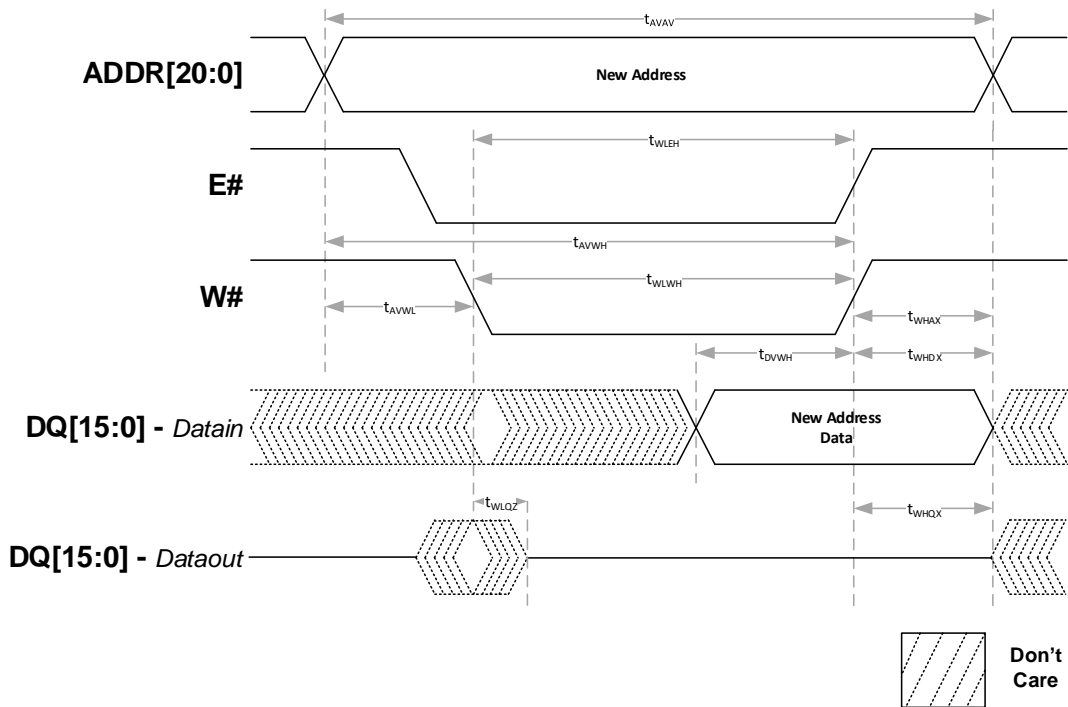 tAVAV
ADDR[20:0]
New Address
tWLEH
E#
tAVWH
W#
tWLWH
tAVWL
tWHAX
tDVWH
tWHDX
DQ[15:0] - Datain
New Address
Data
tWLQZ
tWHQX
DQ[15:0] - Dataout
Don't
Care